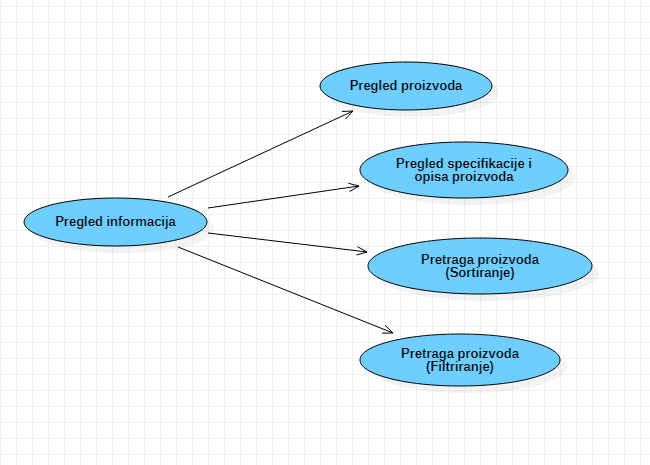 Pregled proizvoda
Pregled specifikacije i
opisa proizvoda
Pregled informacija
Pretraga proizvoda
(Sortiranje)
Pretraga proizvoda
(Filtriranje)